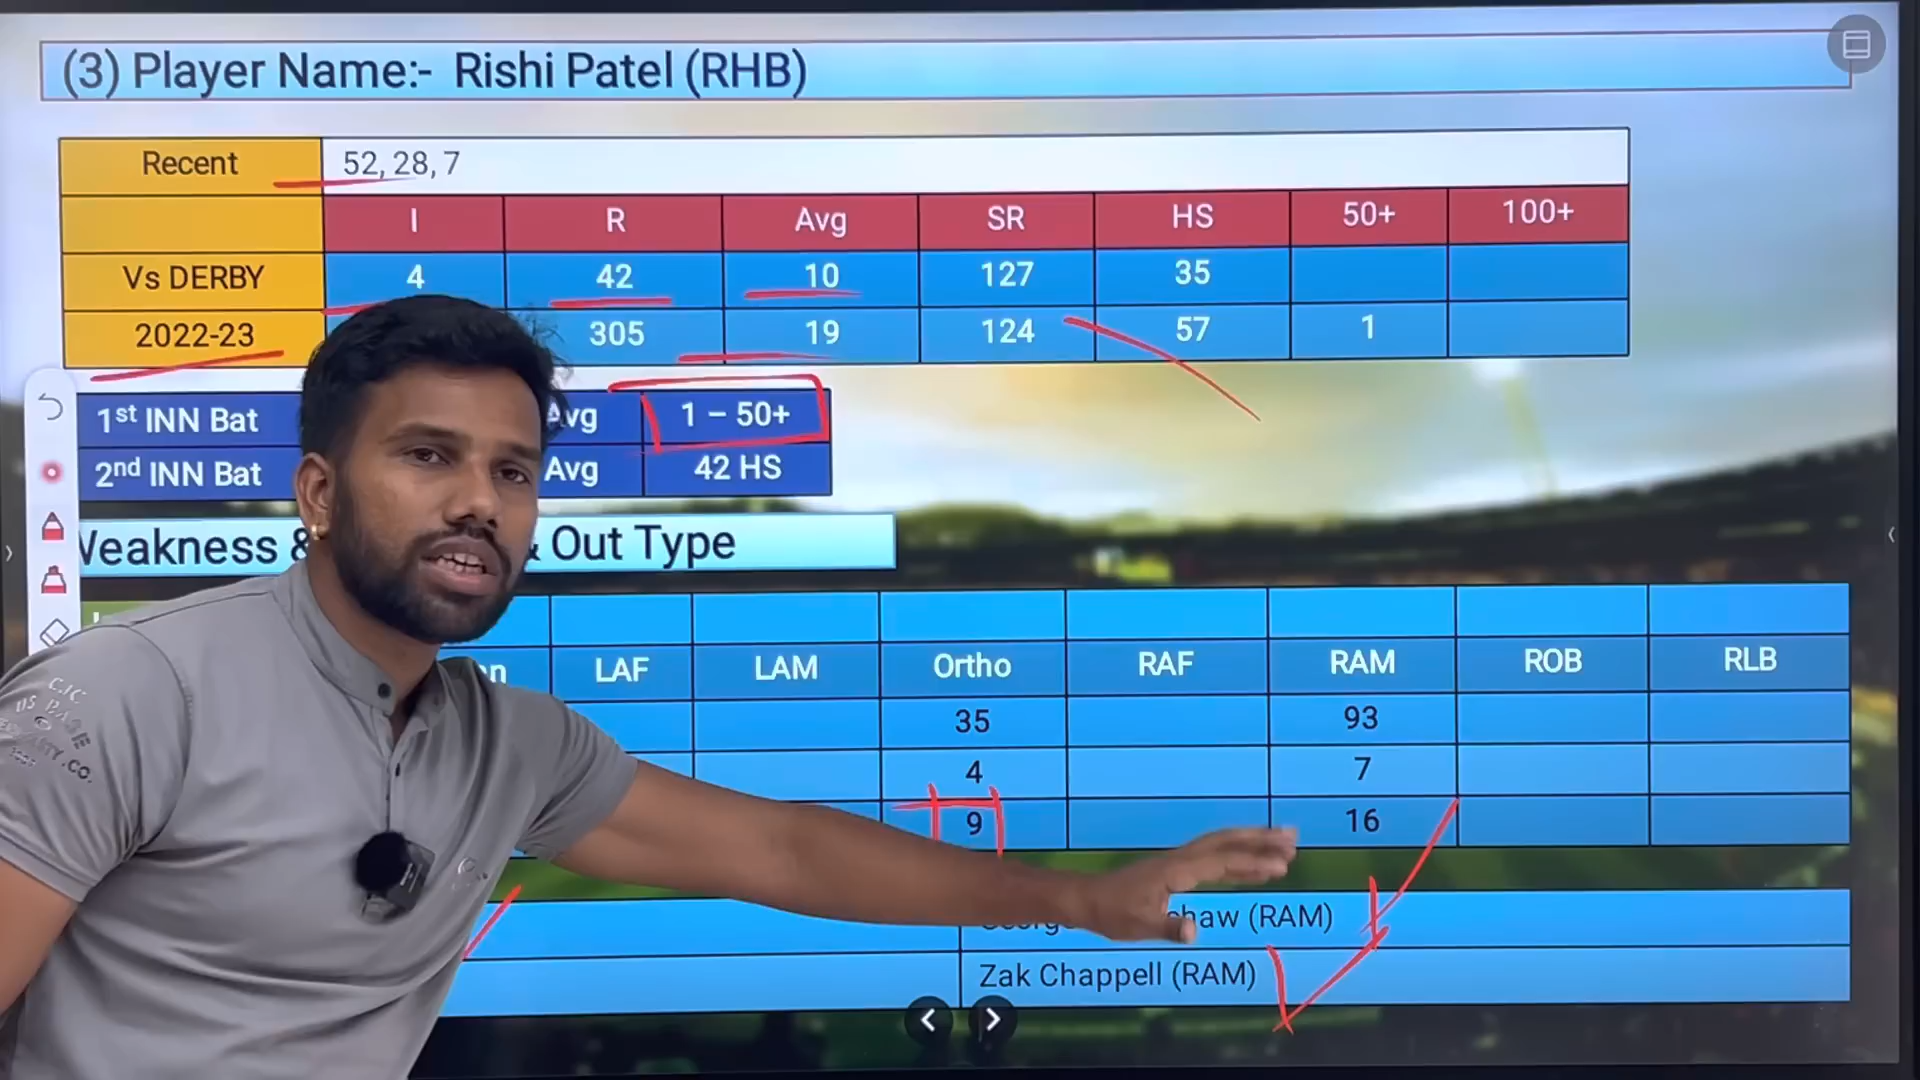 (3) Player Name:- Rishi Patel (RHB)
Recent 52, 28, 7
I R Avg SR HS 50+ 100+
Vs DERBY 4 42 10 127 35
2022-23 305 19 124 57 1
1st INN Bat Avg 1 – 50+
2nd INN Bat Avg 42 HS
Weakness & & Out Type
LAF LAM Ortho RAF RAM ROB RLB
35 93
4 7
9 16
(RAM)
Zak Chappell (RAM)
CJC